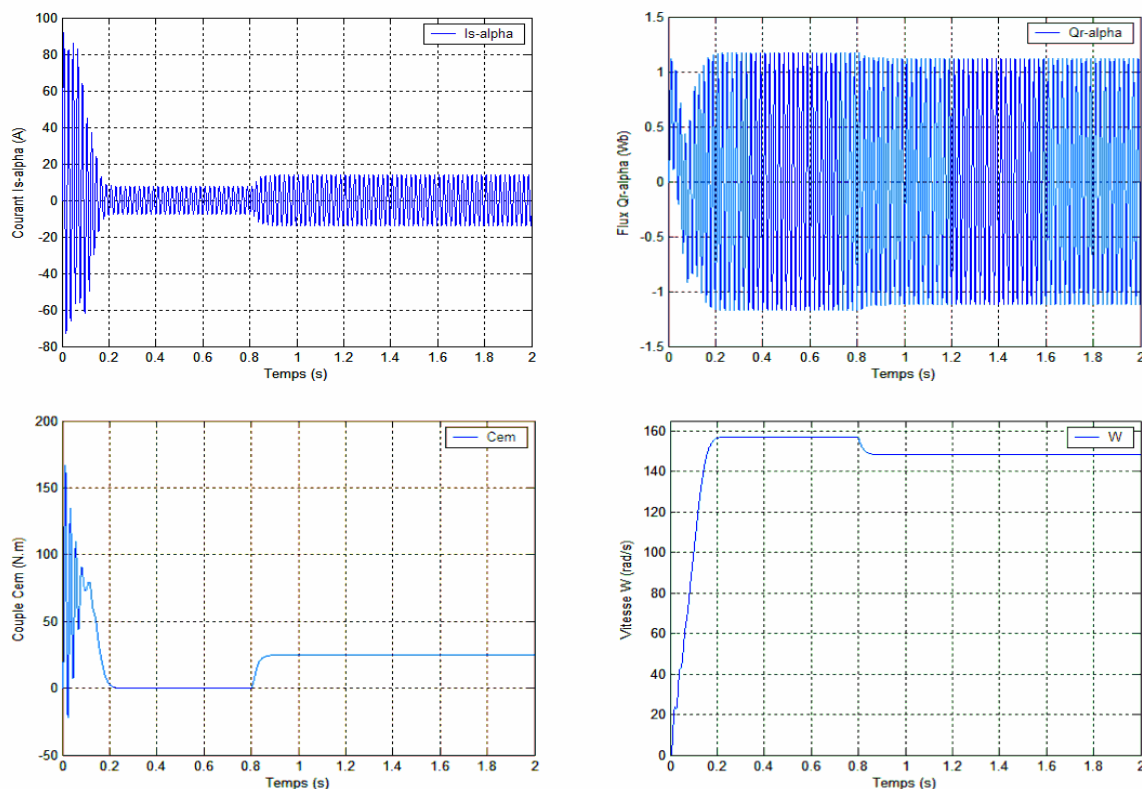 100
80
60
40
20
0
-20
-40
-60
-80
Courant Is-alpha (A)
Is-alpha
0 0.2 0.4 0.6 0.8 1 1.2 1.4 1.6 1.8 2
Temps (s)
1.5
1
0.5
0
-0.5
-1
-1.5
Flux Qr-alpha (Wb)
Qr-alpha
0 0.2 0.4 0.6 0.8 1 1.2 1.4 1.6 1.8 2
Temps (s)
200
150
100
50
0
-50
Couple Cem (N.m)
Cem
0 0.2 0.4 0.6 0.8 1 1.2 1.4 1.6 1.8 2
Temps (s)
160
140
120
100
80
60
40
20
0
Vitesse W (rad/s)
W
0 0.2 0.4 0.6 0.8 1 1.2 1.4 1.6 1.8 2
Temps (s)